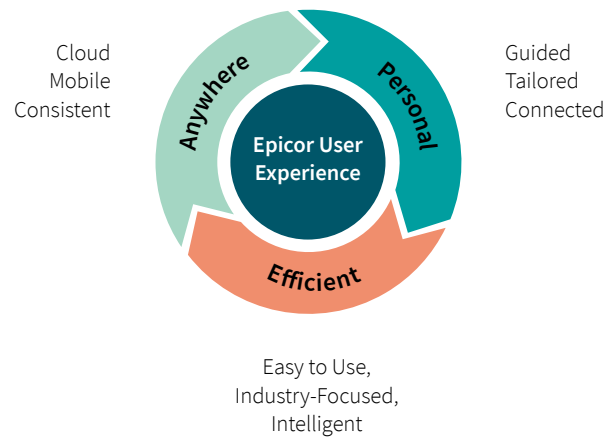 Cloud
Mobile
Consistent
Anywhere
Personal
Guided
Tailored
Connected
Epicor User
Experience
Efficient
Easy to Use,
Industry-Focused,
Intelligent